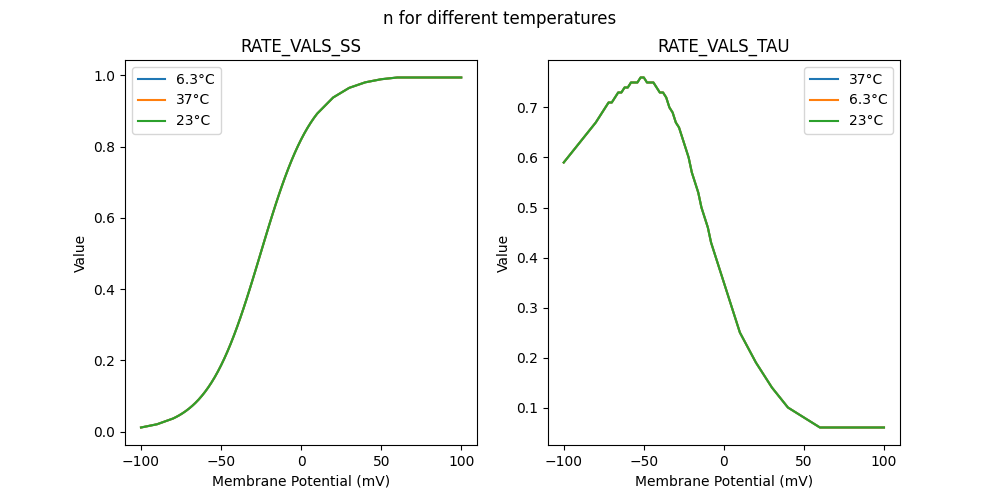 n for different temperatures
RATE_VALS_SS
1.0
0.8
0.6
0.4
0.2
0.0
Value
6.3°C
37°C
23°C
−100
−50
0
50
100
Membrane Potential (mV)
RATE_VALS_TAU
0.7
0.6
0.5
0.4
0.3
0.2
0.1
Value
37°C
6.3°C
23°C
−100
−50
0
50
100
Membrane Potential (mV)